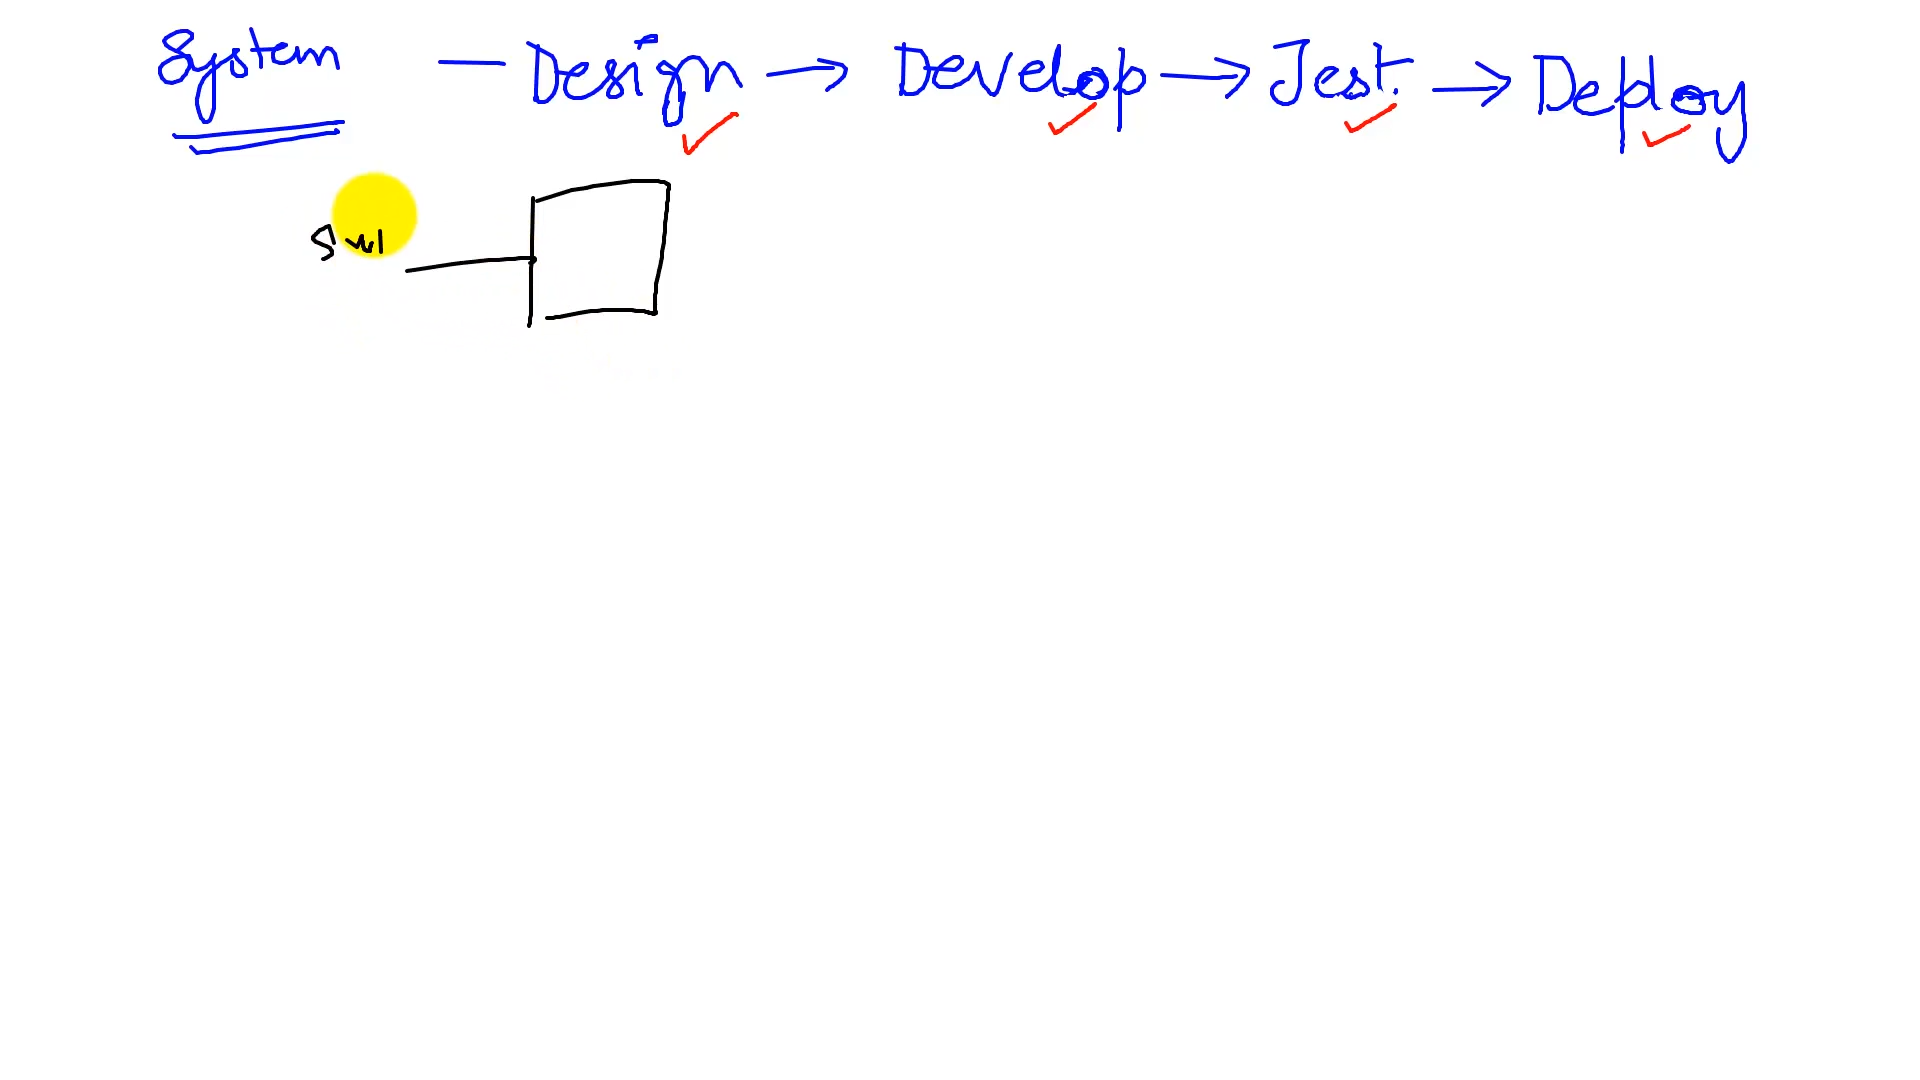 System — Design → Develop → Test. → Deploy